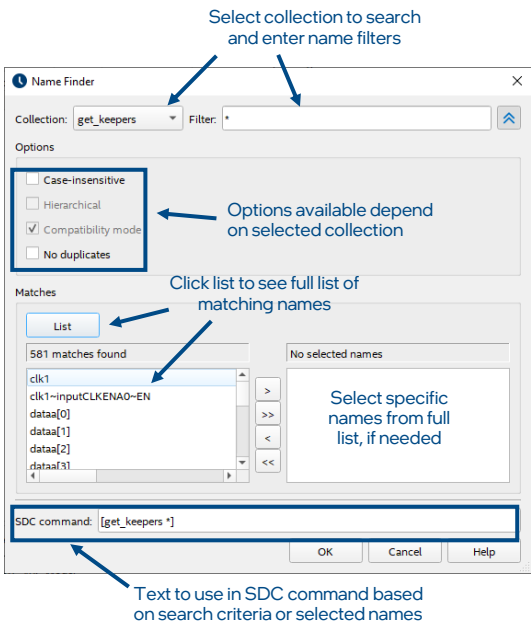 Select collection to search
and enter name filters
Name Finder
Collection: get_keepers Filter: *
Options
Case-insensitive
Hierarchical
Compatibility mode
No duplicates
Options available depend
on selected collection
Click list to see full list of
matching names
Matches
List
581 matches found
No selected names
clk1
clk1~inputCLKENA0~EN
dataa[0]
dataa[1]
dataa[2]
dataa[3]
>
>>
<
<<
Select specific
names from full
list, if needed
SDC command: [get_keepers *]
OK Cancel Help
Text to use in SDC command based
on search criteria or selected names